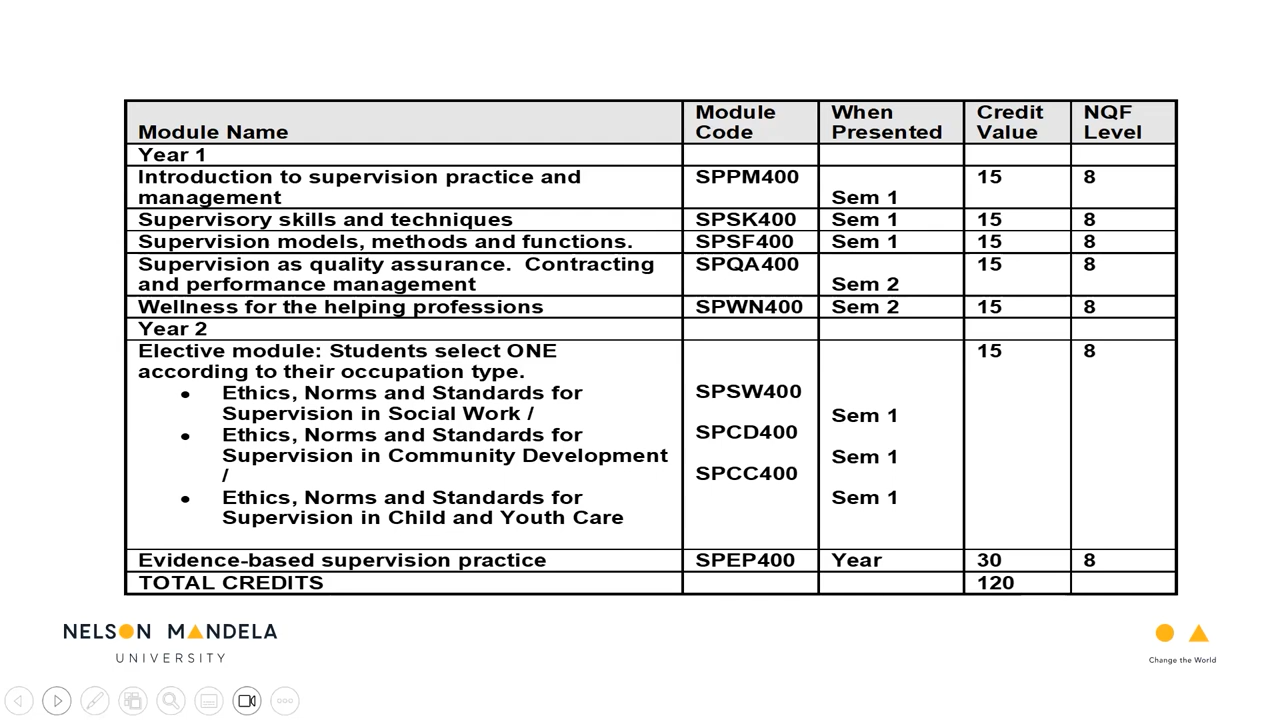 Module Name Module Code When Presented Credit Value NQF Level
Year 1
Introduction to supervision practice and management SPPM400 Sem 1 15 8
Supervisory skills and techniques SPSK400 Sem 1 15 8
Supervision models, methods and functions. SPSF400 Sem 1 15 8
Supervision as quality assurance. Contracting and performance management SPQA400 Sem 2 15 8
Wellness for the helping professions SPWN400 Sem 2 15 8
Year 2
Elective module: Students select ONE according to their occupation type. 15 8
• Ethics, Norms and Standards for Supervision in Social Work / SPSW400 Sem 1
• Ethics, Norms and Standards for Supervision in Community Development / SPCD400 Sem 1
• Ethics, Norms and Standards for Supervision in Child and Youth Care SPCC400 Sem 1
Evidence-based supervision practice SPEP400 Year 30 8
TOTAL CREDITS 120
NELSON MANDELA
UNIVERSITY
Change the World